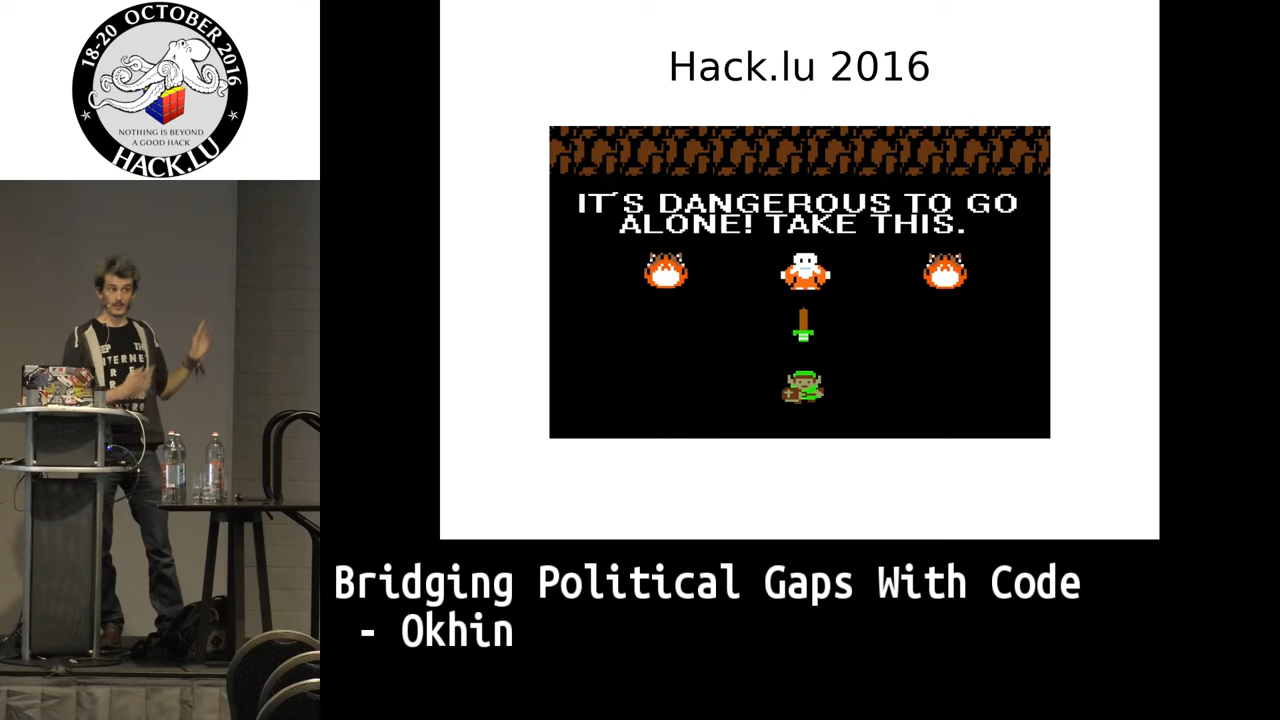 18-20 OCTOBER 2016
NOTHING IS BEYOND
A GOOD HACK
HACK.LU
Hack.lu 2016
IT'S DANGEROUS TO GO
ALONE! TAKE THIS.
Bridging Political Gaps With Code
- Okhin